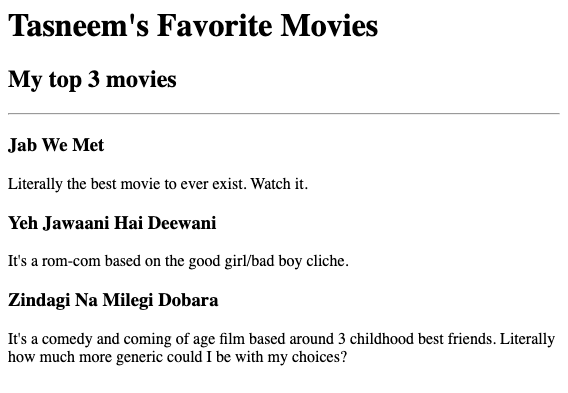 Tasneem's Favorite Movies
My top 3 movies
Jab We Met
Literally the best movie to ever exist. Watch it.
Yeh Jawaani Hai Deewani
It's a rom-com based on the good girl/bad boy cliche.
Zindagi Na Milegi Dobara
It's a comedy and coming of age film based around 3 childhood best friends. Literally
how much more generic could I be with my choices?